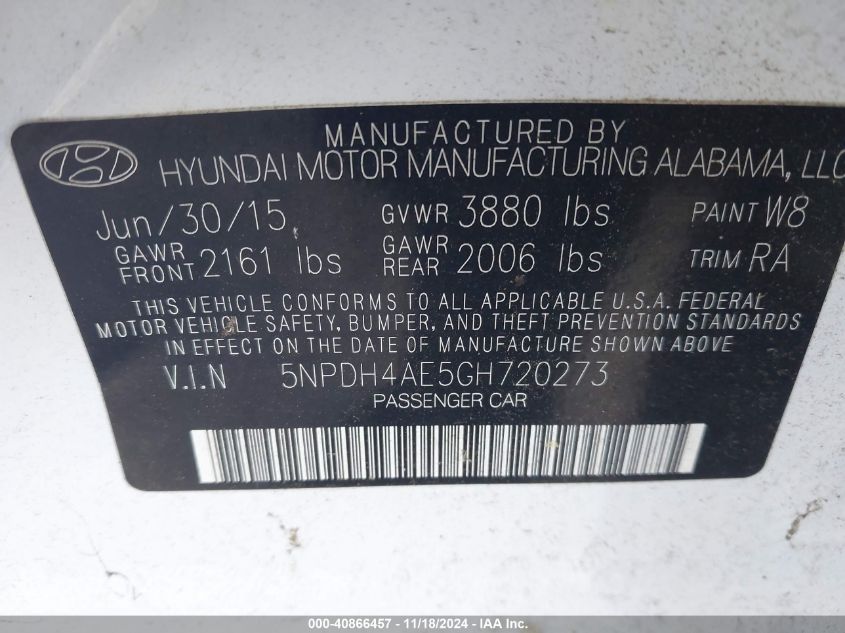 MANUFACTURED BY
HYUNDAI MOTOR MANUFACTURING ALABAMA, LLC
Jun/30/15 GVWR 3880 lbs PAINT W8
GAWR FRONT 2161 lbs GAWR REAR 2006 lbs TRIM RA
THIS VEHICLE CONFORMS TO ALL APPLICABLE U.S.A. FEDERAL
MOTOR VEHICLE SAFETY, BUMPER, AND THEFT PREVENTION STANDARDS
IN EFFECT ON THE DATE OF MANUFACTURE SHOWN ABOVE
V.I.N 5NPDH4AE5GH720273
PASSENGER CAR
000-40866457 - 11/18/2024 - IAAI Inc.